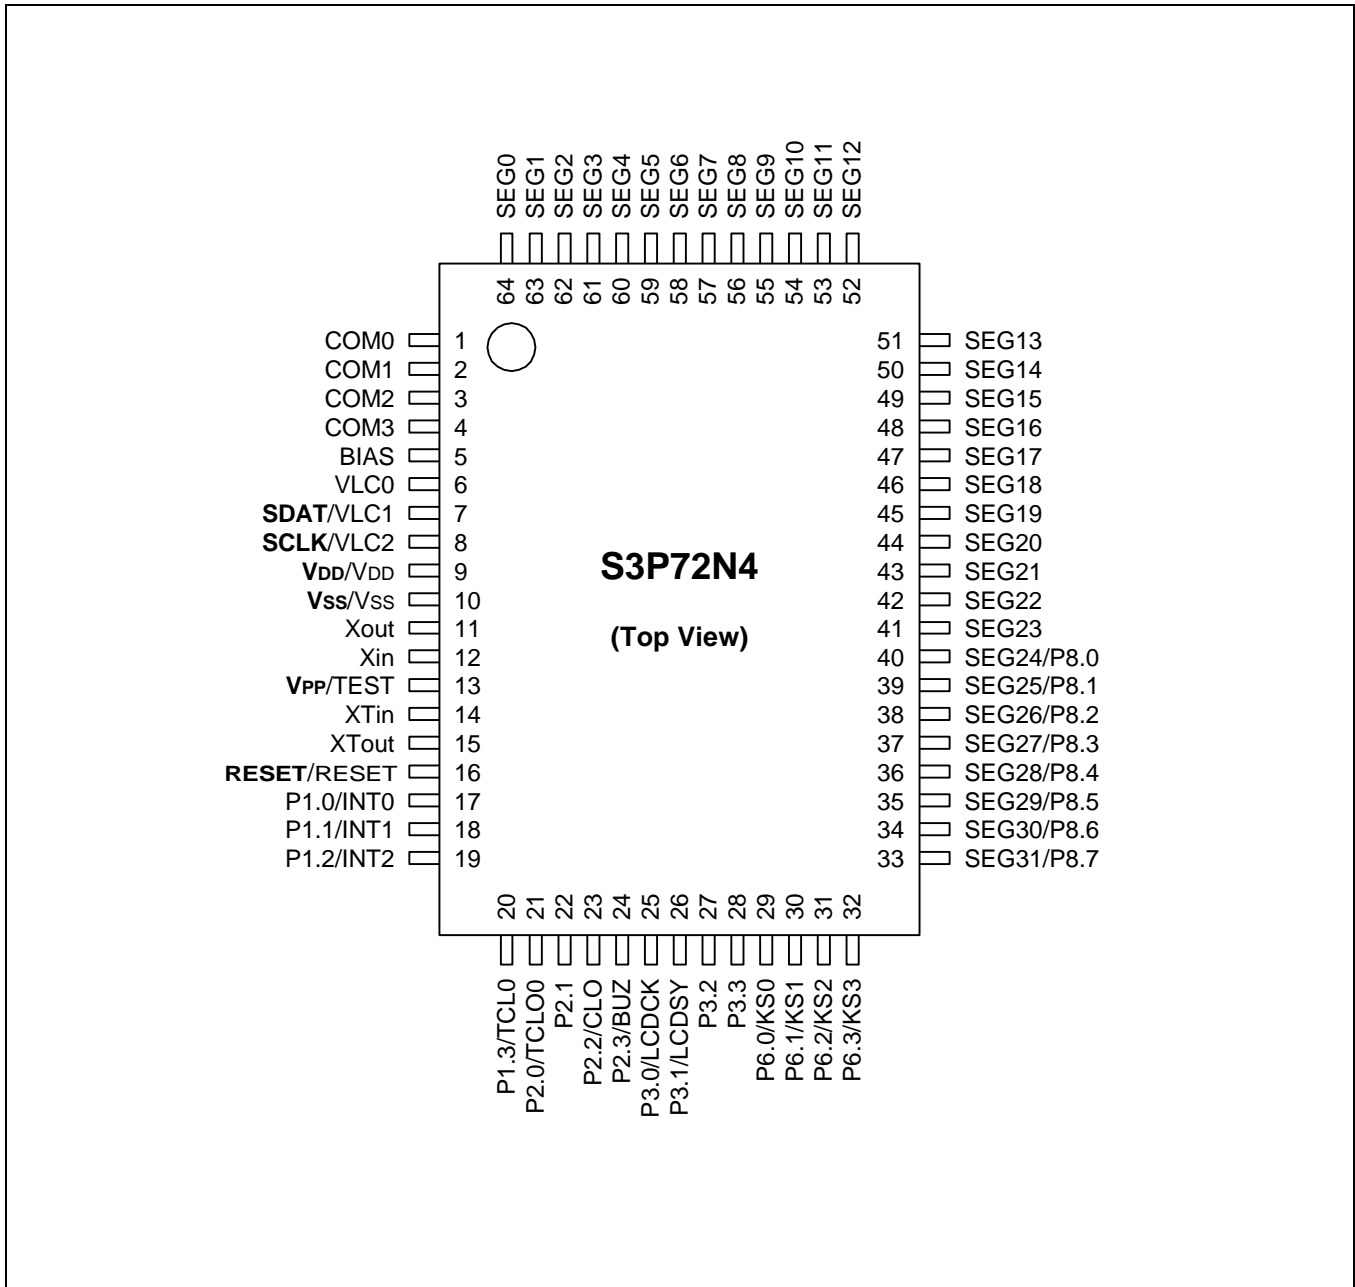 SEG0
SEG1
SEG2
SEG3
SEG4
SEG5
SEG6
SEG7
SEG8
SEG9
SEG10
SEG11
SEG12
64
63
62
61
60
59
58
57
56
55
54
53
52
COM0 1
COM1 2
COM2 3
COM3 4
BIAS 5
VLC0 6
SDAT/VLC1 7
SCLK/VLC2 8
VDD/VDD 9
VSS/VSS 10
Xout 11
Xin 12
VPP/TEST 13
XTin 14
XTout 15
RESET/RESET 16
P1.0/INT0 17
P1.1/INT1 18
P1.2/INT2 19
S3P72N4
(Top View)
51 SEG13
50 SEG14
49 SEG15
48 SEG16
47 SEG17
46 SEG18
45 SEG19
44 SEG20
43 SEG21
42 SEG22
41 SEG23
40 SEG24/P8.0
39 SEG25/P8.1
38 SEG26/P8.2
37 SEG27/P8.3
36 SEG28/P8.4
35 SEG29/P8.5
34 SEG30/P8.6
33 SEG31/P8.7
20
21
22
23
24
25
26
27
28
29
30
31
32
P1.3/TCL0
P2.0/TCLO0
P2.1
P2.2/CLO
P2.3/BUZ
P3.0/LCDCK
P3.1/LCDSY
P3.2
P3.3
P6.0/KS0
P6.1/KS1
P6.2/KS2
P6.3/KS3